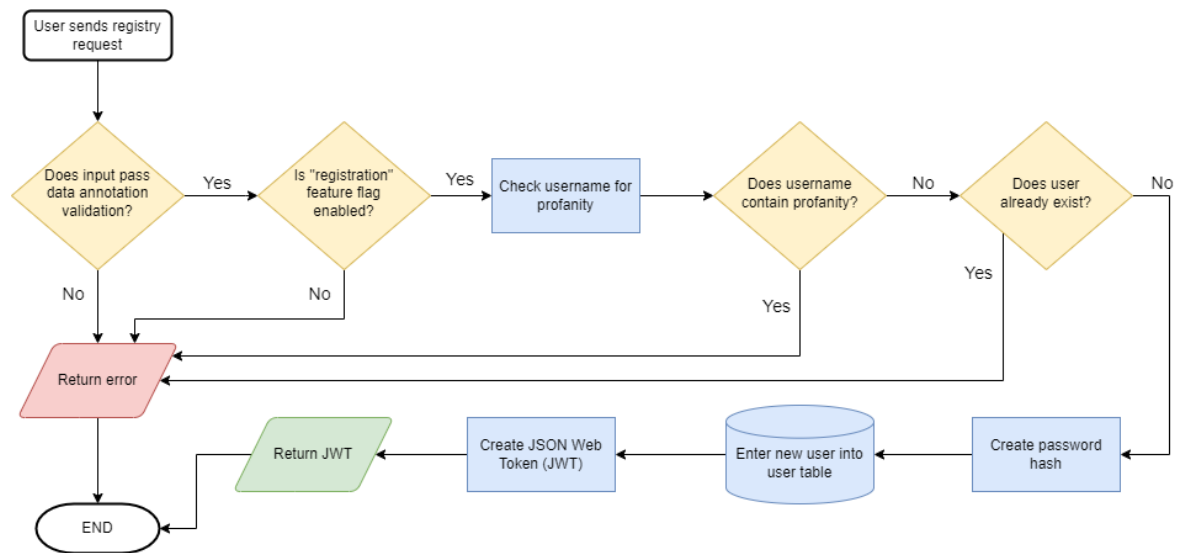 User sends registry
request
Does input pass
data annotation
validation?
Yes
Is "registration"
feature flag
enabled?
Yes
Check username for
profanity
Does username
contain profanity?
No
Does user
already exist?
No
No
No
Yes
Yes
Return error
Return JWT
Create JSON Web
Token (JWT)
Enter new user into
user table
Create password
hash
END